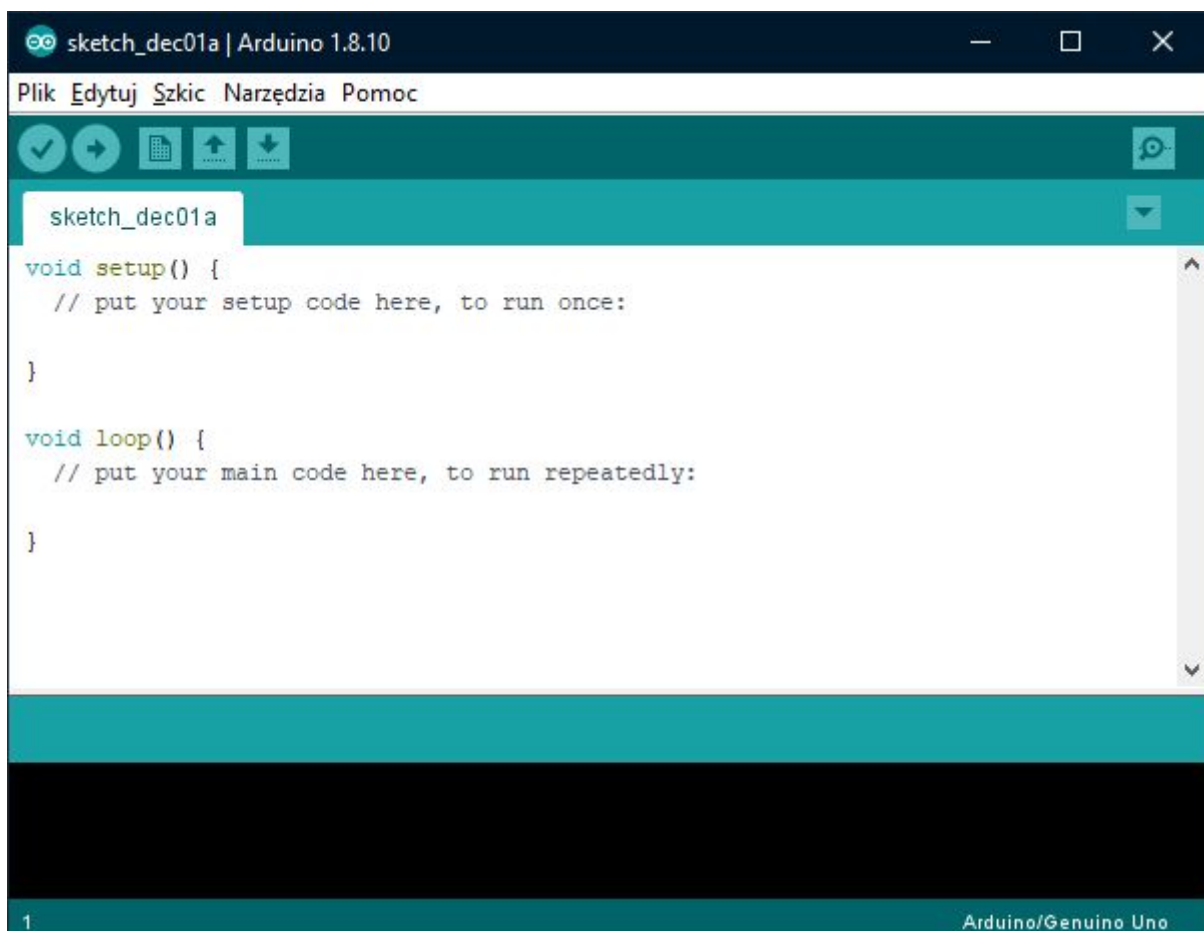 sketch_dec01a | Arduino 1.8.10
Plik Edytuj Szkic Narzędzia Pomoc
sketch_dec01a
void setup() {
  // put your setup code here, to run once:
}
void loop() {
  // put your main code here, to run repeatedly:
}
1 Arduino/Genuino Uno